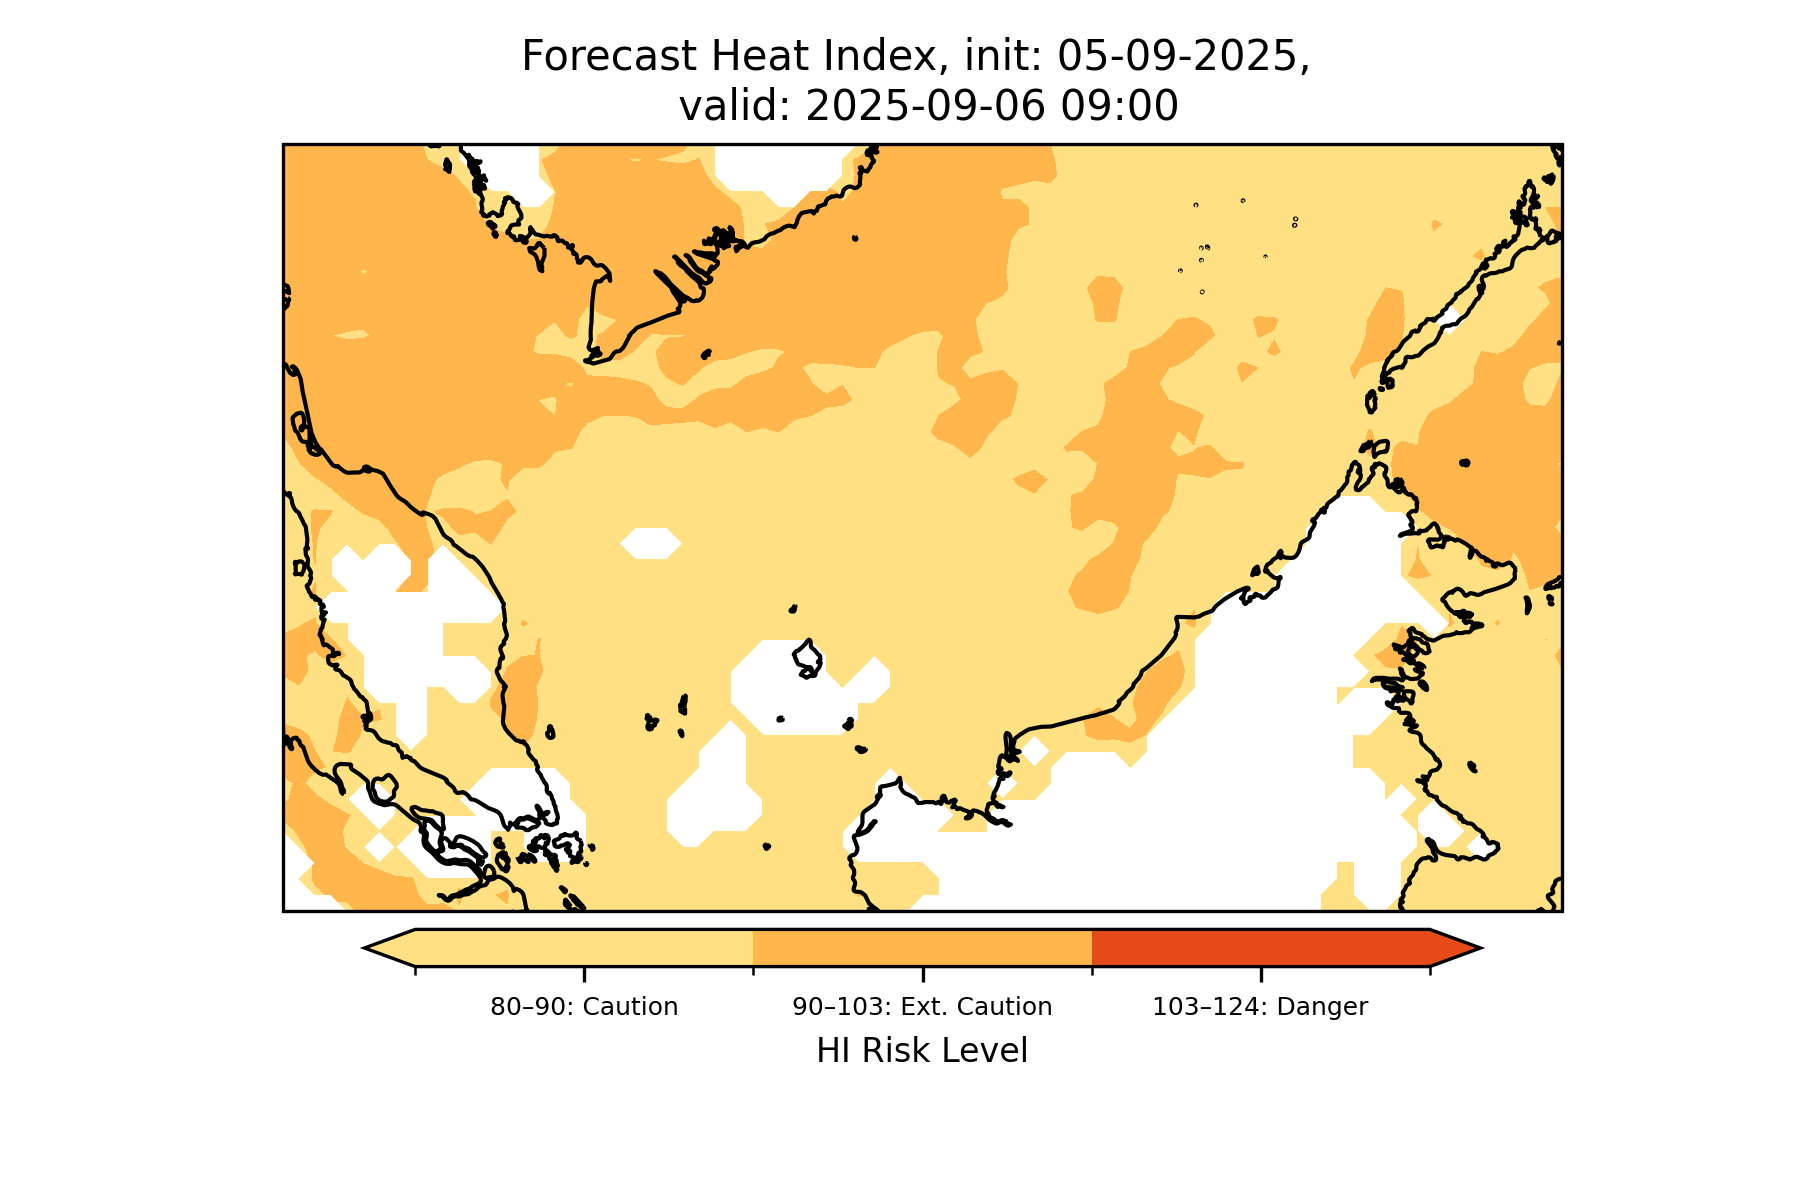 Forecast Heat Index, init: 05-09-2025,
valid: 2025-09-06 09:00
80–90: Caution
90–103: Ext. Caution
103–124: Danger
HI Risk Level